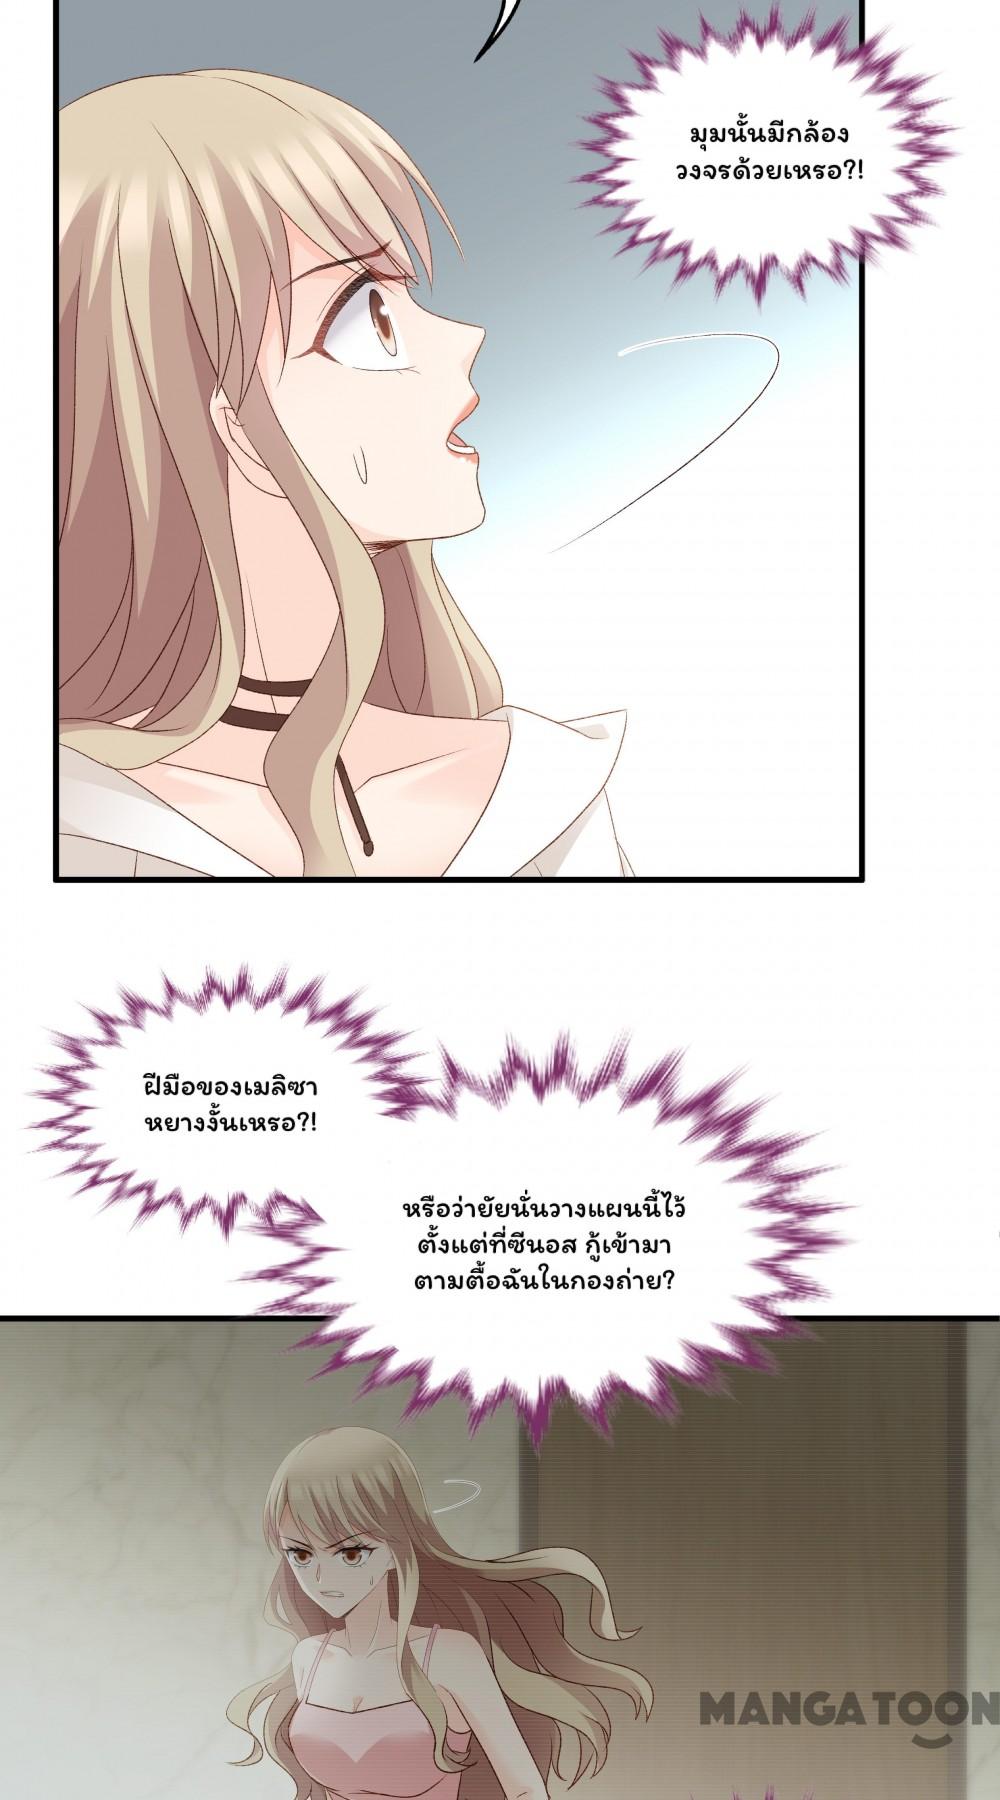 มุมนั้นมีกล้อง
วงจรด้วยเหรอ?!
ฝีมือของเมลิซา
หยางงั้นเหรอ?!
หรือว่ายัยนั่นวางแผนนี้ไว้
ตั้งแต่ที่ซีนอส กู้เข้ามา
ตามตื้อฉันในกองถ่าย?
MANGATOON